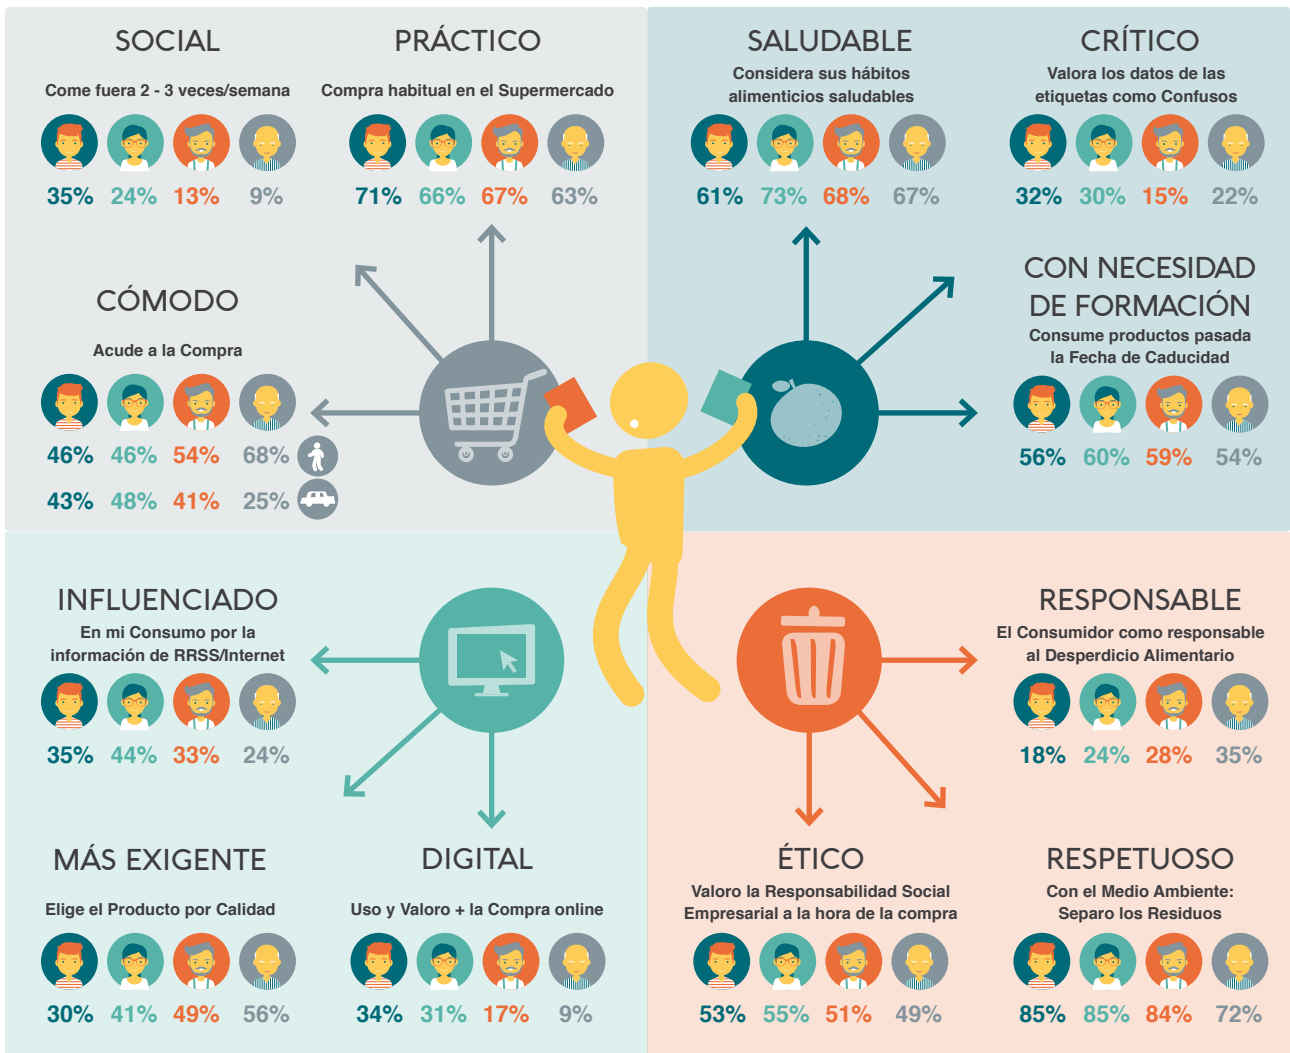 SOCIAL
Come fuera 2 - 3 veces/semana
35% 24% 13% 9%
PRÁCTICO
Compra habitual en el Supermercado
71% 66% 67% 63%
CÓMODO
Acude a la Compra
46% 46% 54% 68%
43% 48% 41% 25%
SALUDABLE
Considera sus hábitos
alimenticios saludables
61% 73% 68% 67%
CRÍTICO
Valora los datos de las
etiquetas como Confusos
32% 30% 15% 22%
CON NECESIDAD
DE FORMACIÓN
Consume productos pasada
la Fecha de Caducidad
56% 60% 59% 54%
INFLUENCIADO
En mi Consumo por la
información de RRSS/Internet
35% 44% 33% 24%
MÁS EXIGENTE
Elige el Producto por Calidad
30% 41% 49% 56%
DIGITAL
Uso y Valoro + la Compra online
34% 31% 17% 9%
RESPONSABLE
El Consumidor como responsable
al Desperdicio Alimentario
18% 24% 28% 35%
ÉTICO
Valoro la Responsabilidad Social
Empresarial a la hora de la compra
53% 55% 51% 49%
RESPETUOSO
Con el Medio Ambiente:
Separo los Residuos
85% 85% 84% 72%